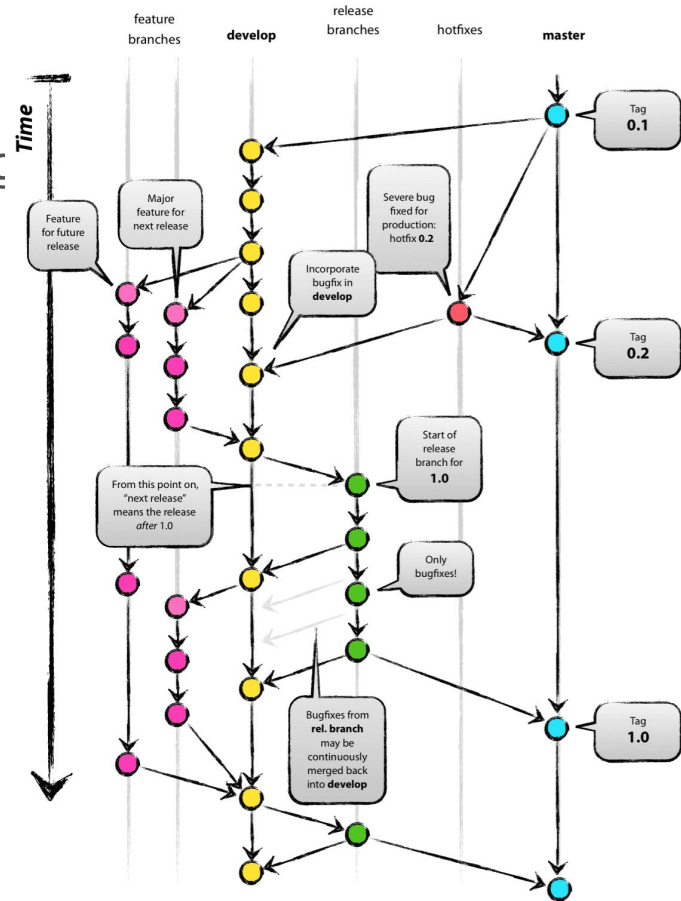 feature
branches
develop
release
branches
hotfixes
master
Time
Tag
0.1
Feature
for future
release
Major
feature for
next release
Severe bug
fixed for
production:
hotfix 0.2
Incorporate
bugfix in
develop
Tag
0.2
Start of
release
branch for
1.0
From this point on,
“next release”
means the release
after 1.0
Only
bugfixes!
Bugfixes from
rel. branch
may be
continuously
merged back
into develop
Tag
1.0